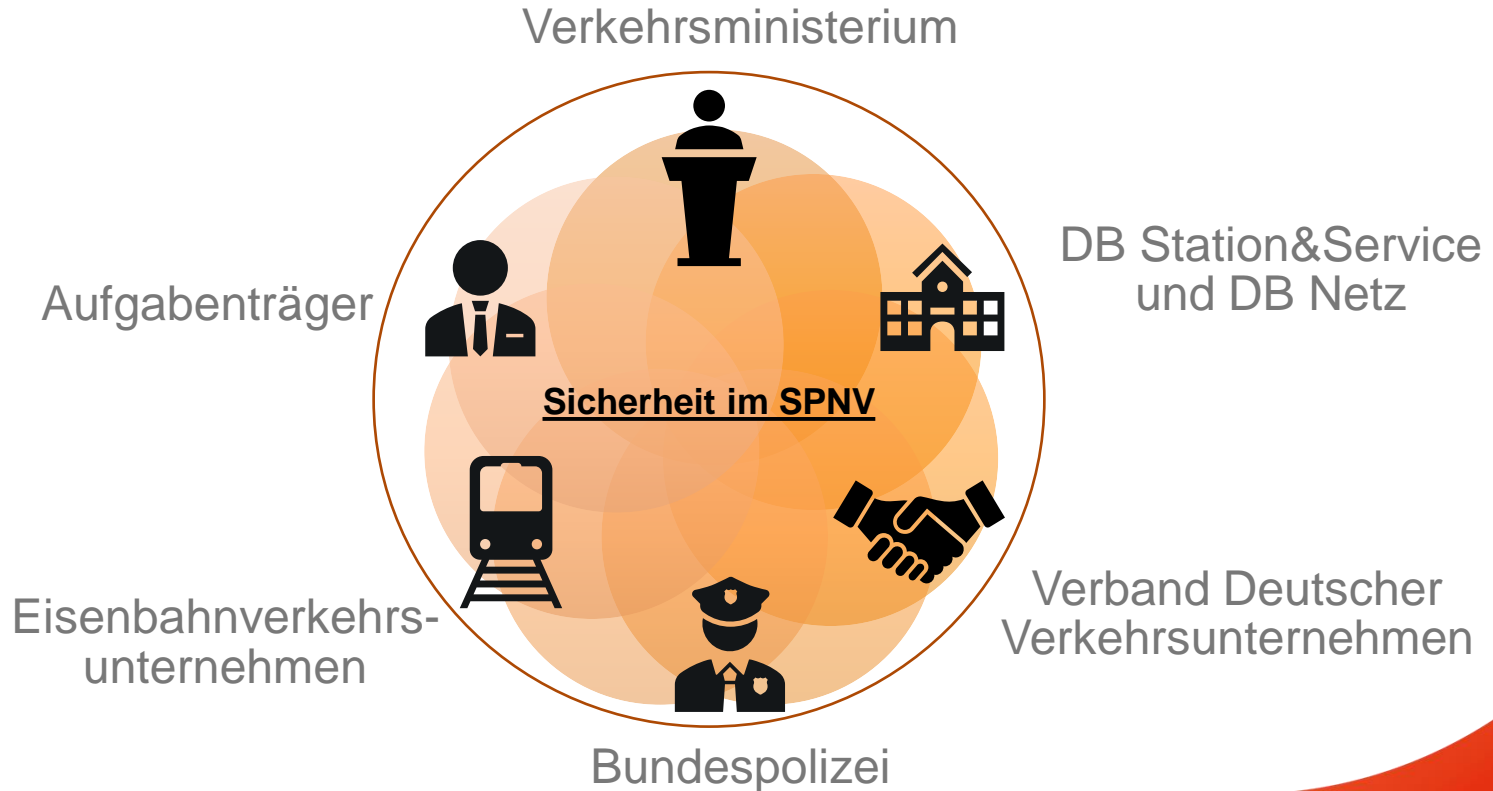 Verkehrsministerium
DB Station&Service
und DB Netz
Aufgabenträger
Sicherheit im SPNV
Verband Deutscher
Verkehrsunternehmen
Eisenbahnverkehrs-
unternehmen
Bundespolizei